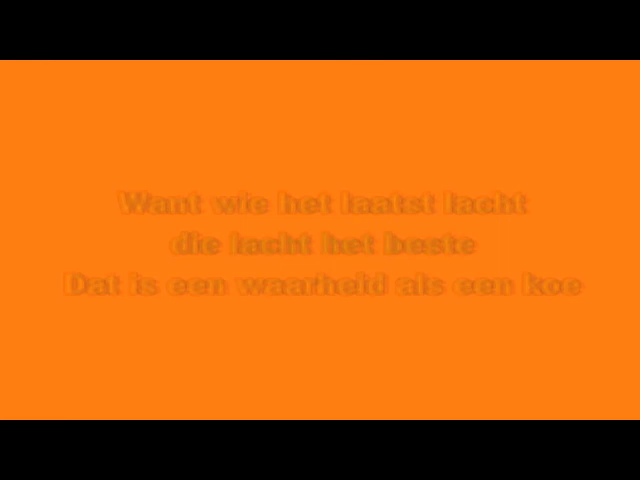 Want wie het laatst lacht
die lacht het beste
Dat is een waarheid als een koe